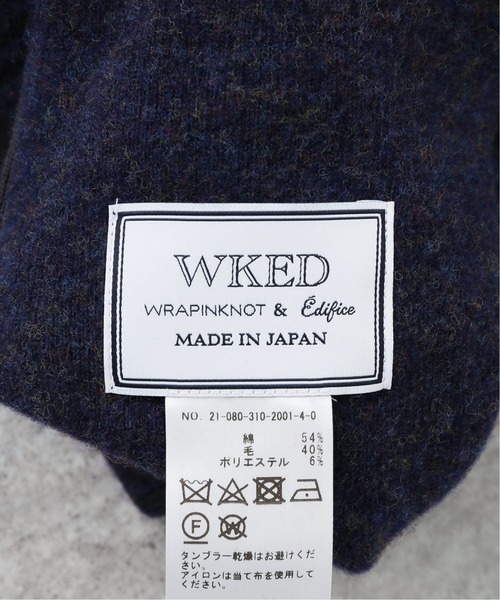 WKED
WRAPINKNOT & Édifice
MADE IN JAPAN
NO. 21-080-310-2001-4-0
綿 54%
毛 40%
ポリエステル 6%
F W
タンブラー乾燥はお避けくだ
さい。
アイロンは当て布を使用して
ください。